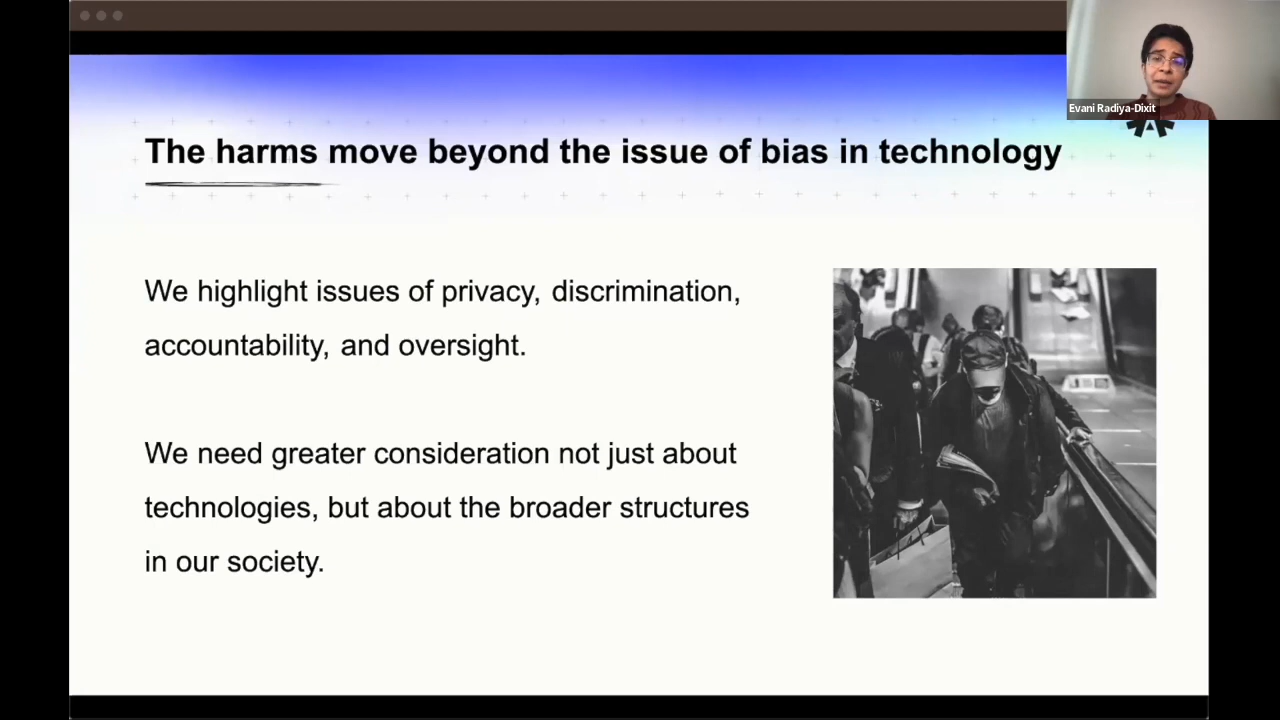 Evani Radiya-Dixit
The harms move beyond the issue of bias in technology
We highlight issues of privacy, discrimination,
accountability, and oversight.
We need greater consideration not just about
technologies, but about the broader structures
in our society.